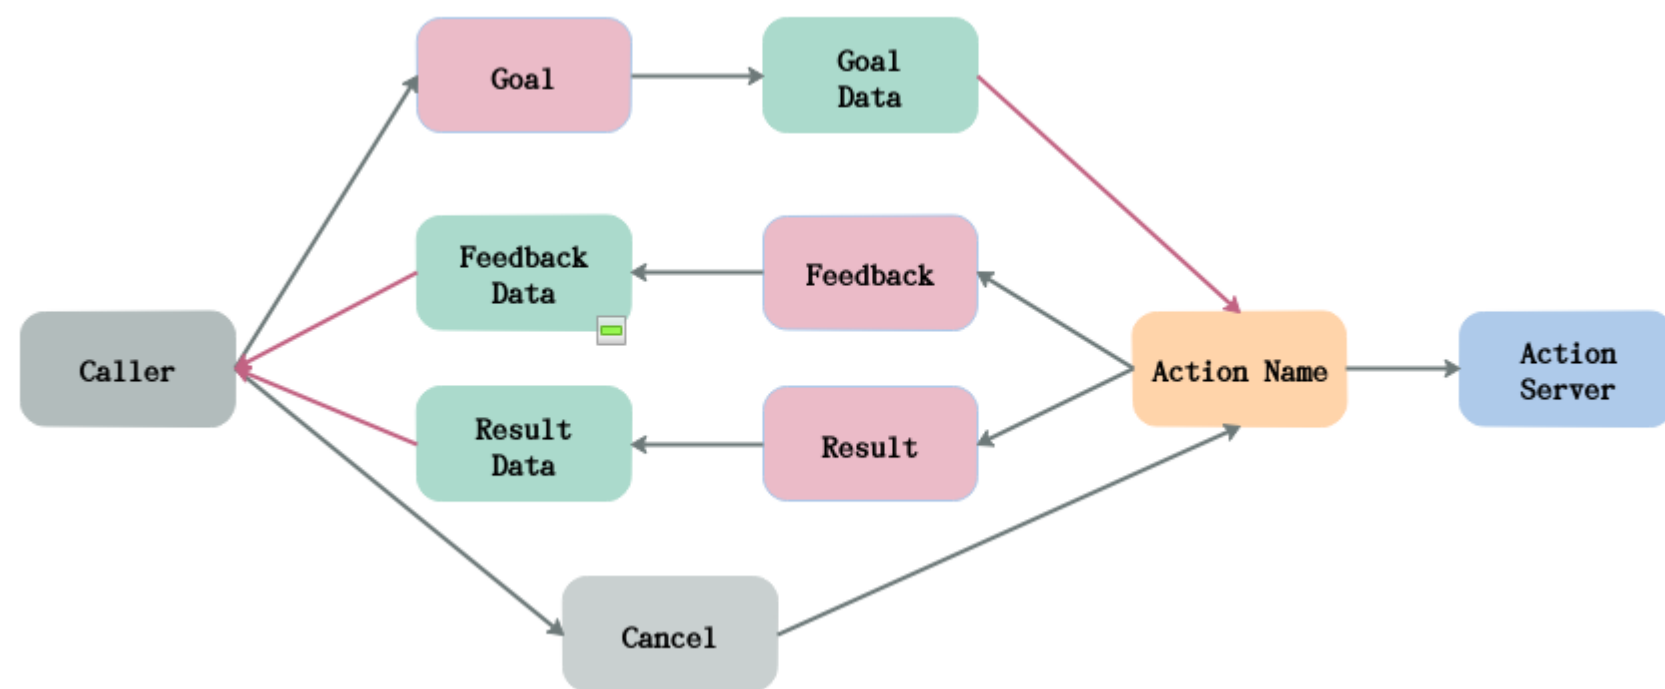 Goal
Goal
Data
Feedback
Data
Feedback
Caller
Action Name
Action
Server
Result
Data
Result
Cancel